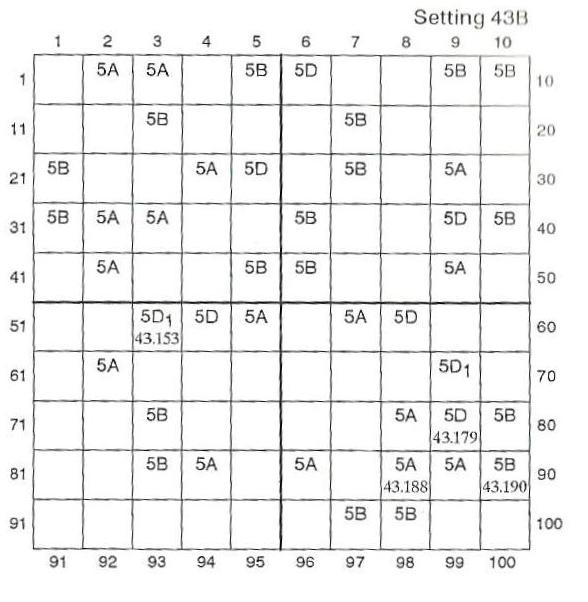 Setting 43B
1 2 3 4 5 6 7 8 9 10
1 5A 5A 5B 5D 5B 5B 10
11 5B 5B 20
21 5B 5A 5D 5B 5A 30
31 5B 5A 5A 5B 5D 5B 40
41 5A 5B 5B 5A 50
51 5D1 5D 5A 5A 5D 60
43.153
61 5A 5D1 70
71 5B 5A 5D 5B 80
43.179
81 5B 5A 5A 5A 5A 5B 90
43.188 43.190
91 5B 5B 100
91 92 93 94 95 96 97 98 99 100